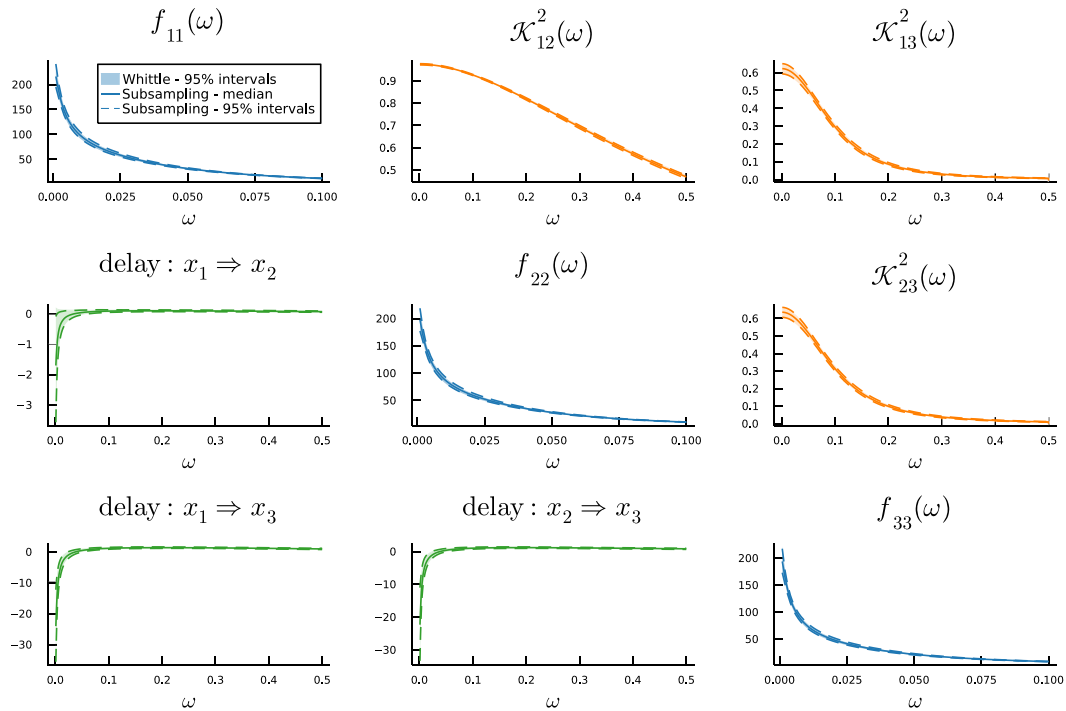 f₁₁(ω)
250
200
150
100
50
Whittle - 95% intervals
Subsampling - median
Subsampling - 95% intervals
0.000 0.025 0.050 0.075 0.100
ω
𝒦²₁₂(ω)
0.9
0.8
0.7
0.6
0.5
0.0 0.1 0.2 0.3 0.4 0.5
ω
𝒦²₁₃(ω)
0.6
0.5
0.4
0.3
0.2
0.1
0.0
0.0 0.1 0.2 0.3 0.4 0.5
ω
delay : x₁ ⇒ x₂
0
−1
−2
−3
0.0 0.1 0.2 0.3 0.4 0.5
ω
f₂₂(ω)
200
150
100
50
0.000 0.025 0.050 0.075 0.100
ω
𝒦²₂₃(ω)
0.6
0.5
0.4
0.3
0.2
0.1
0.0
0.0 0.1 0.2 0.3 0.4 0.5
ω
delay : x₁ ⇒ x₃
0
−10
−20
−30
0.0 0.1 0.2 0.3 0.4 0.5
ω
delay : x₂ ⇒ x₃
0
−10
−20
−30
0.0 0.1 0.2 0.3 0.4 0.5
ω
f₃₃(ω)
200
150
100
50
0.000 0.025 0.050 0.075 0.100
ω